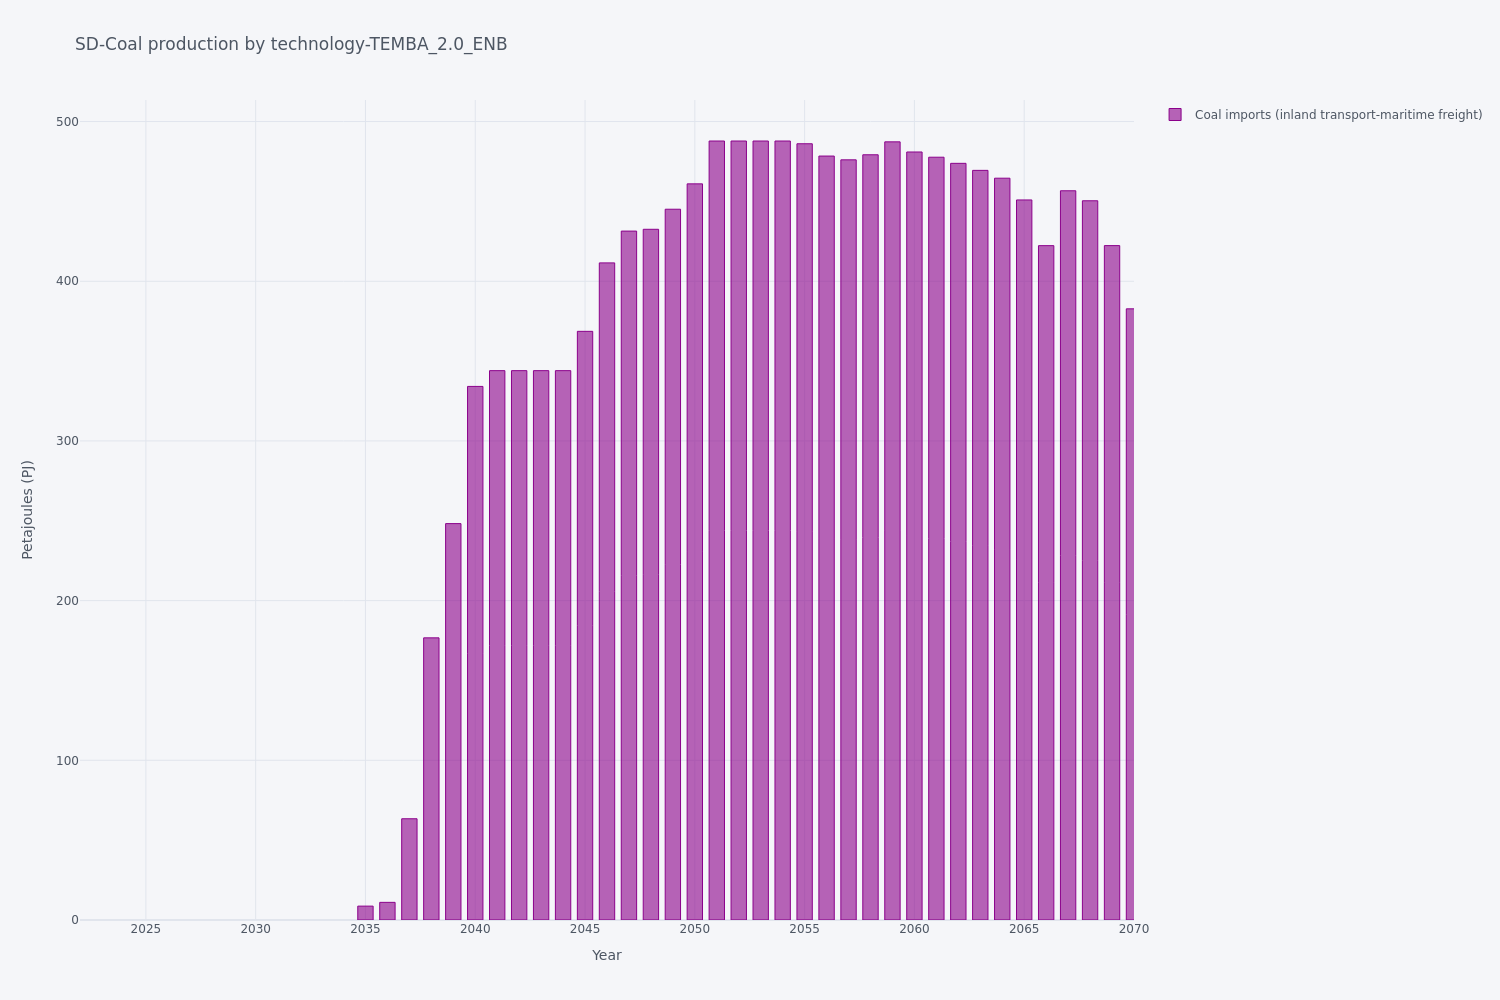 SD-Coal production by technology-TEMBA_2.0_ENB
Coal imports (inland transport-maritime freight)
500
400
300
200
100
0
Petajoules (PJ)
2025 2030 2035 2040 2045 2050 2055 2060 2065 2070
Year